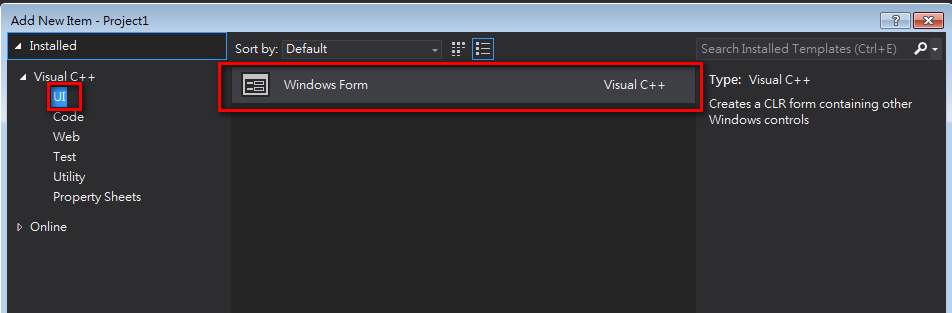 Add New Item - Project1
Installed
Sort by: Default
Search Installed Templates (Ctrl+E)
Visual C++
UI
Code
Web
Test
Utility
Property Sheets
Online
Windows Form Visual C++
Type: Visual C++
Creates a CLR form containing other
Windows controls